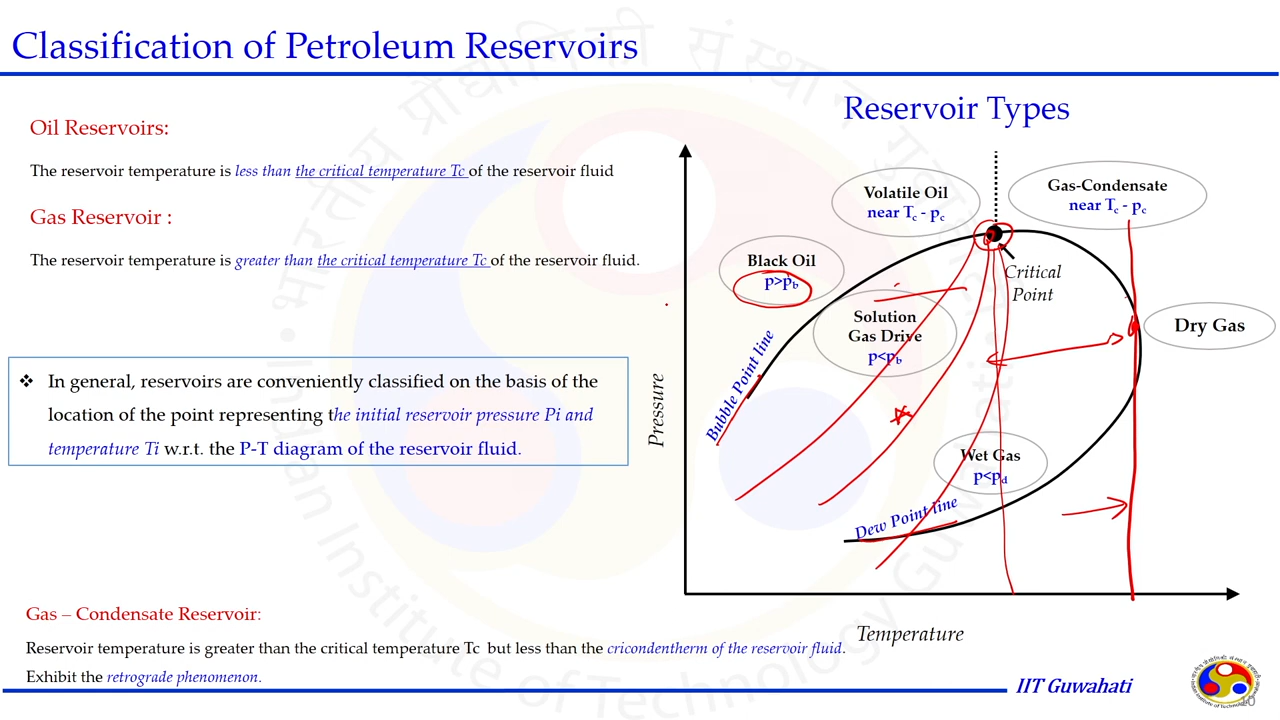 Classification of Petroleum Reservoirs
Oil Reservoirs:
The reservoir temperature is less than the critical temperature Tc of the reservoir fluid
Gas Reservoir :
The reservoir temperature is greater than the critical temperature Tc of the reservoir fluid.
❖ In general, reservoirs are conveniently classified on the basis of the
location of the point representing the initial reservoir pressure Pi and
temperature Ti w.r.t. the P-T diagram of the reservoir fluid.
Gas – Condensate Reservoir:
Reservoir temperature is greater than the critical temperature Tc but less than the cricondentherm of the reservoir fluid.
Exhibit the retrograde phenomenon.
Reservoir Types
Volatile Oil
near Tc - pc
Gas-Condensate
near Tc - pc
Black Oil
p>pb
Critical
Point
Solution
Gas Drive
p<pb
Dry Gas
Bubble Point line
Pressure
Wet Gas
p<pd
Dew Point line
Temperature
IIT Guwahati
Indian Institute of Technology Guwahati